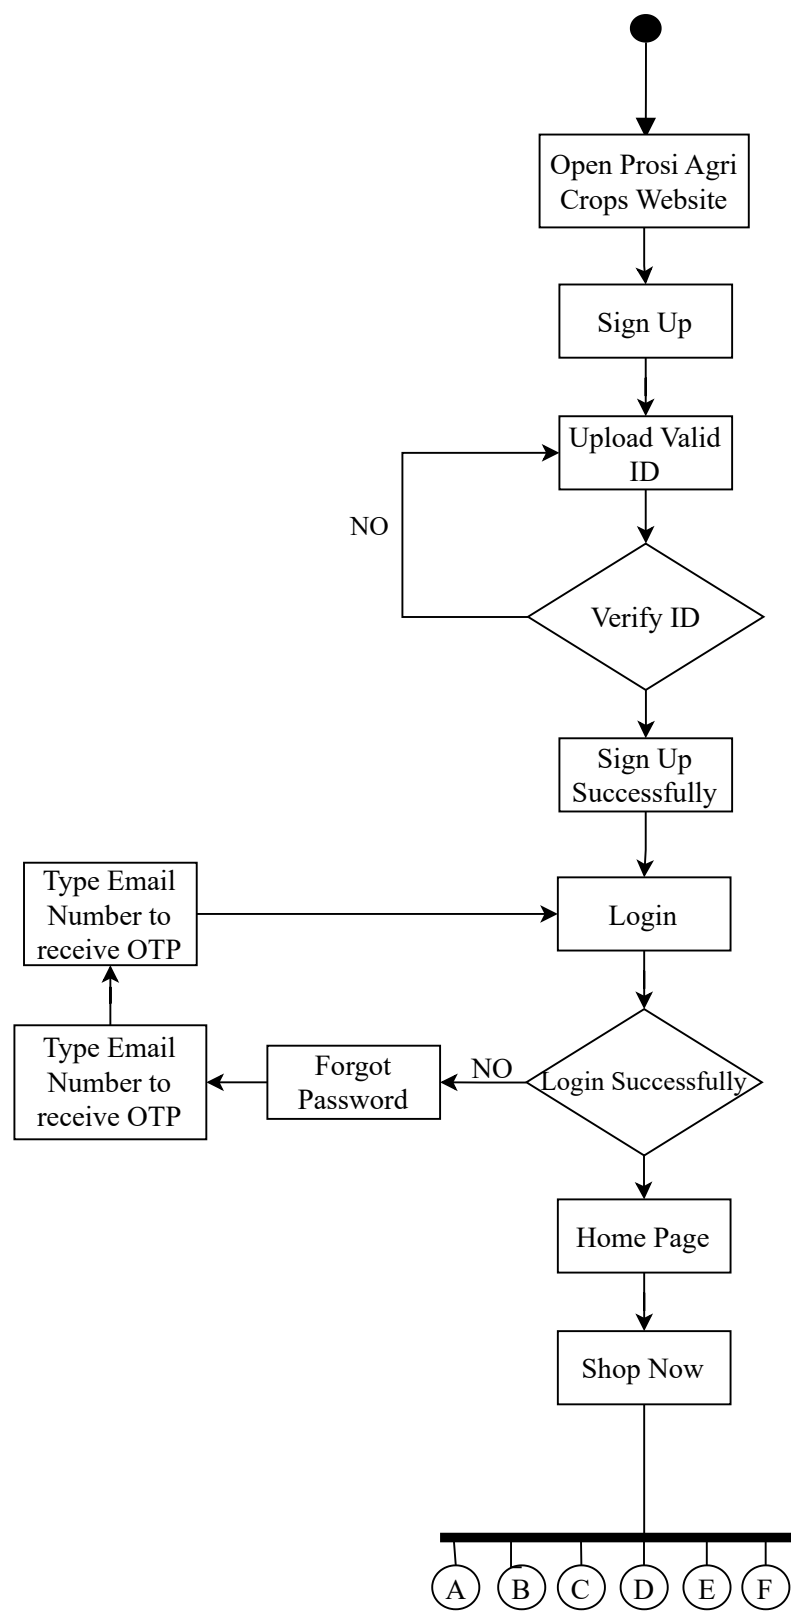 Open Prosi Agri
Crops Website
Sign Up
Upload Valid
ID
NO
Verify ID
Sign Up
Successfully
Type Email
Number to
receive OTP
Login
Type Email
Number to
receive OTP
Forgot
Password
NO
Login Successfully
Home Page
Shop Now
A
B
C
D
E
F